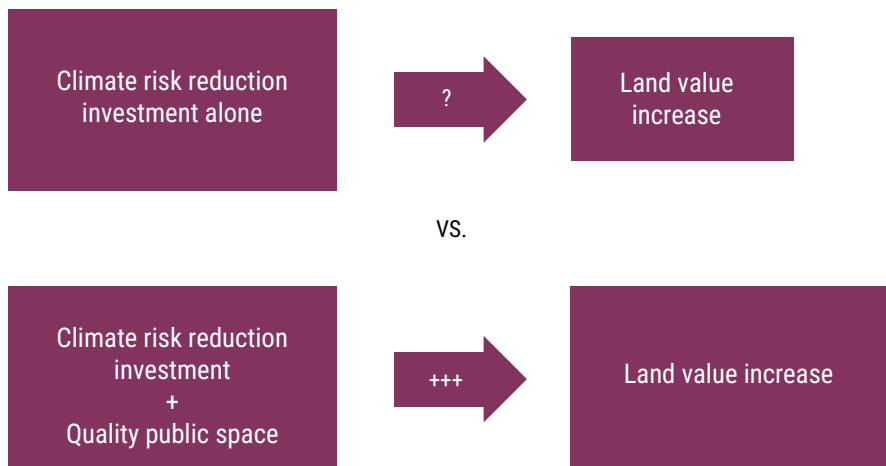 Climate risk reduction
investment alone
?
Land value
increase
VS.
Climate risk reduction
investment
+
Quality public space
+++
Land value increase